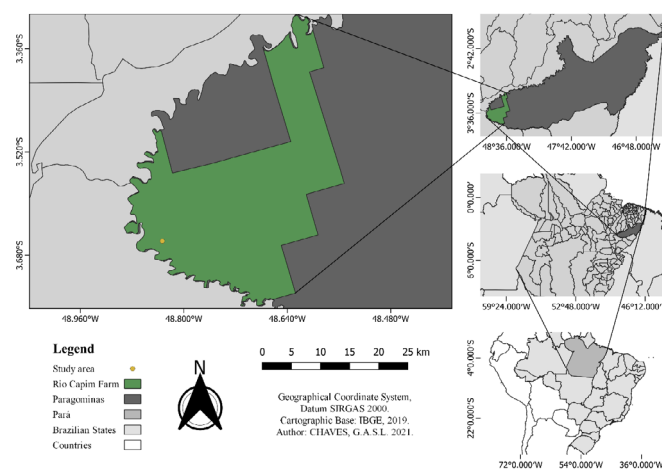 3.360°S
3.520°S
3.680°S
48.960°W
48.800°W
48.640°W
48.480°W
2°42.000'S
3°36.000'S
48°36.000'W
47°42.000'W
46°48.000'W
0°0.000'
6°0.000'S
59°24.000'W
52°48.000'W
46°12.000'W
4°0.000'S
22°0.000'S
72°0.000'W
54°0.000'W
36°0.000'W
Legend
Study area
Rio Capim Farm
Paragominas
Pará
Brazilian States
Countries
N
0 5 10 15 20 25 km
Geographical Coordinate System,
Datum SIRGAS 2000.
Cartographic Base: IBGE, 2019.
Author: CHAVES, G.A.S.L. 2021.